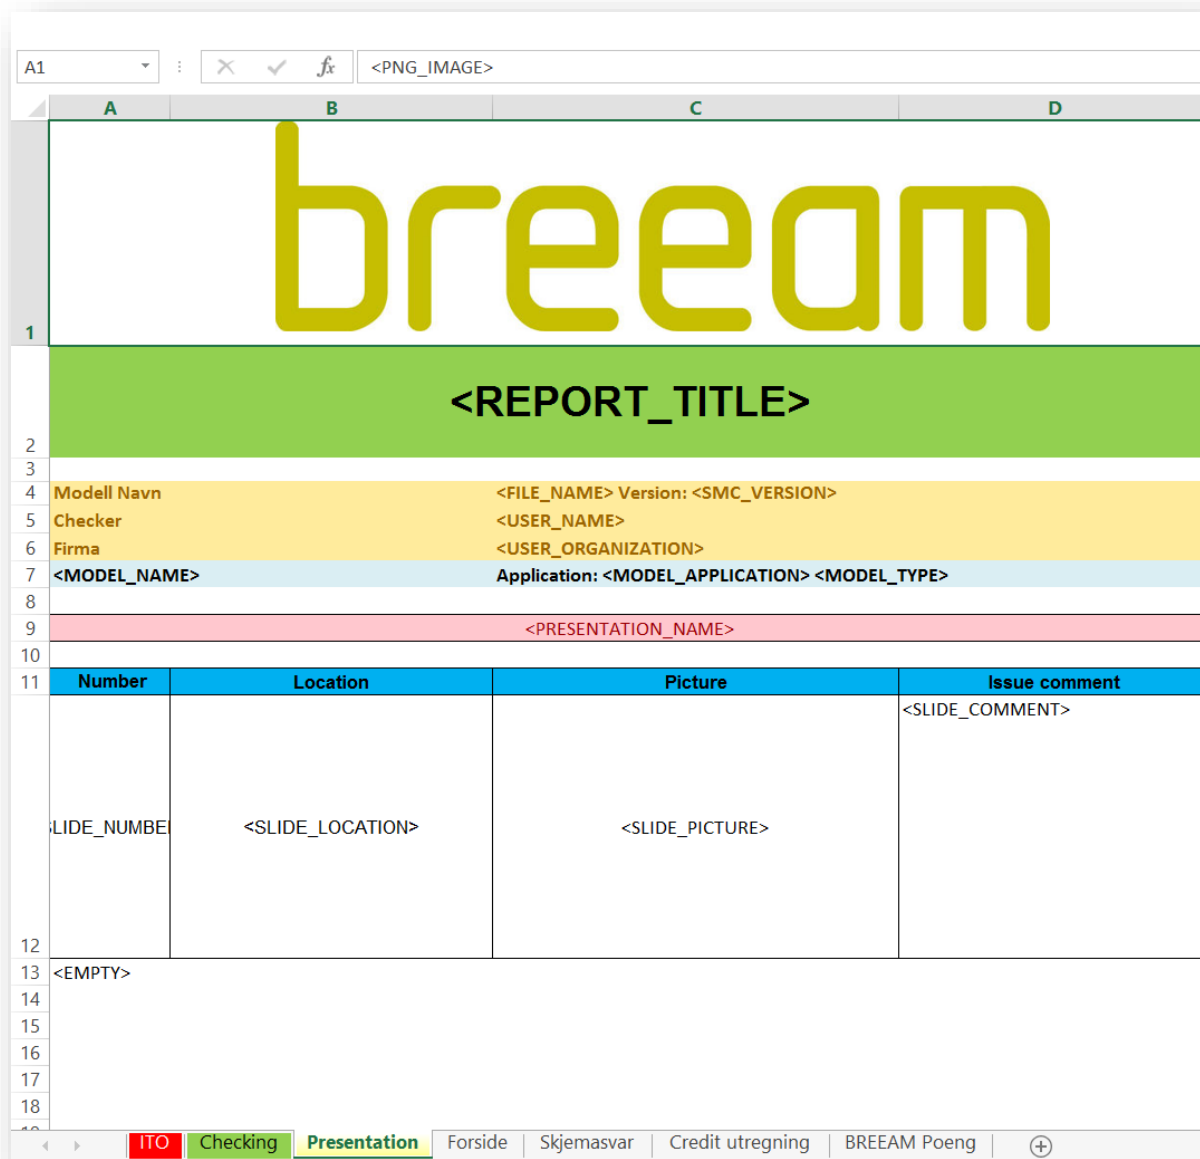 A1 fx <PNG_IMAGE>
A B C D
breeam
1
<REPORT_TITLE>
2
3
4 Modell Navn <FILE_NAME> Version: <SMC_VERSION>
5 Checker <USER_NAME>
6 Firma <USER_ORGANIZATION>
7 <MODEL_NAME> Application: <MODEL_APPLICATION> <MODEL_TYPE>
8
9 <PRESENTATION_NAME>
10
11 Number Location Picture Issue comment
<SLIDE_COMMENT>
LIDE_NUMBE <SLIDE_LOCATION> <SLIDE_PICTURE>
12
13 <EMPTY>
14
15
16
17
18
ITO Checking Presentation Forside Skjemasvar Credit utregning BREEAM Poeng